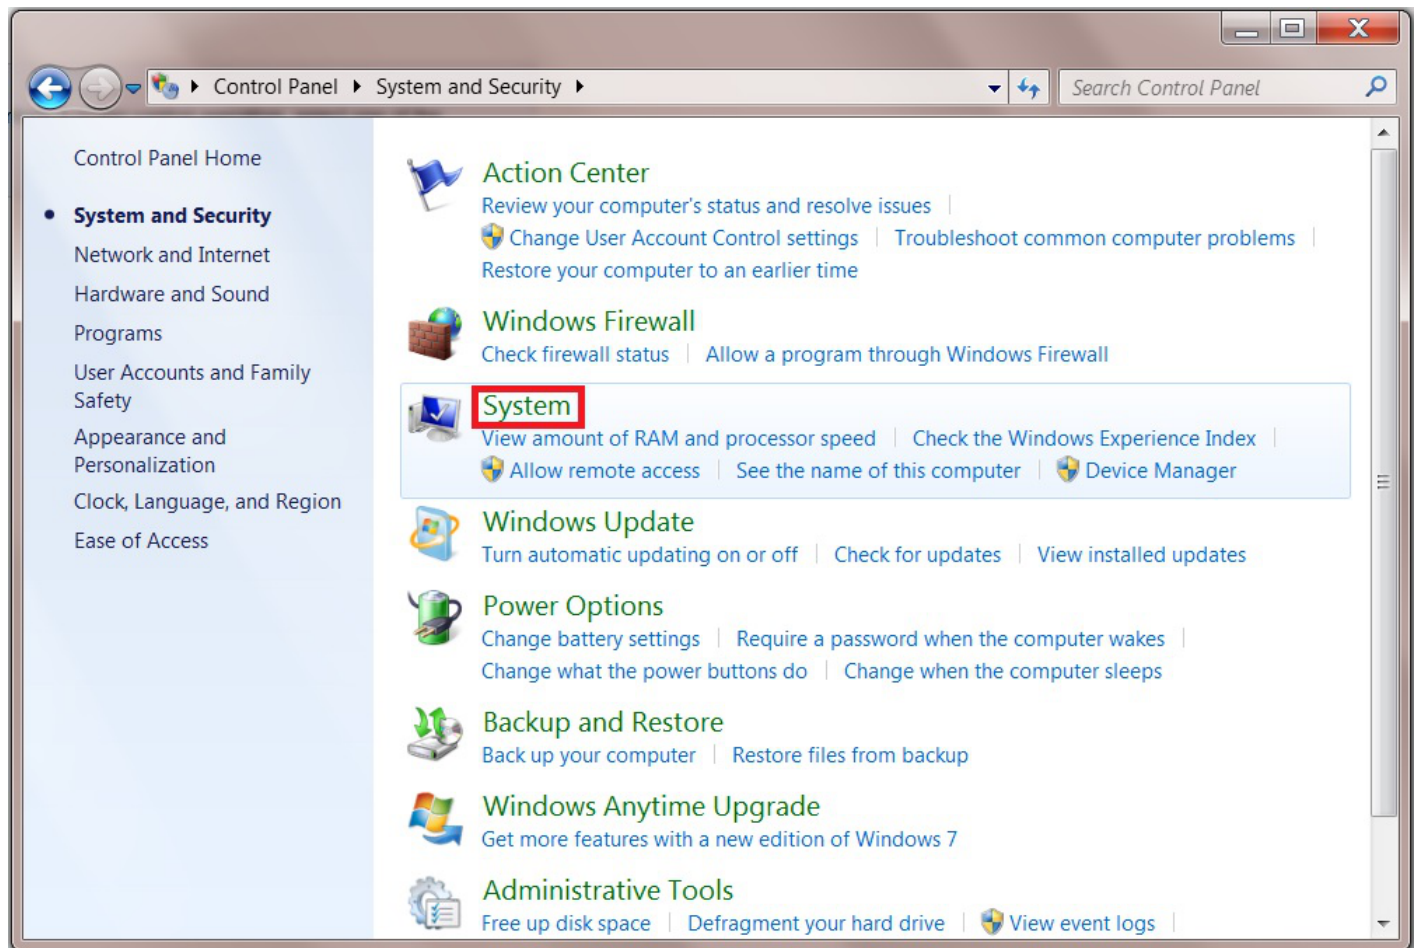 Control Panel
System and Security
Search Control Panel
Control Panel Home
System and Security
Network and Internet
Hardware and Sound
Programs
User Accounts and Family
Safety
Appearance and
Personalization
Clock, Language, and Region
Ease of Access
Action Center
Review your computer's status and resolve issues
Change User Account Control settings Troubleshoot common computer problems
Restore your computer to an earlier time
Windows Firewall
Check firewall status Allow a program through Windows Firewall
System
View amount of RAM and processor speed Check the Windows Experience Index
Allow remote access See the name of this computer Device Manager
Windows Update
Turn automatic updating on or off Check for updates View installed updates
Power Options
Change battery settings Require a password when the computer wakes
Change what the power buttons do Change when the computer sleeps
Backup and Restore
Back up your computer Restore files from backup
Windows Anytime Upgrade
Get more features with a new edition of Windows 7
Administrative Tools
Free up disk space Defragment your hard drive View event logs